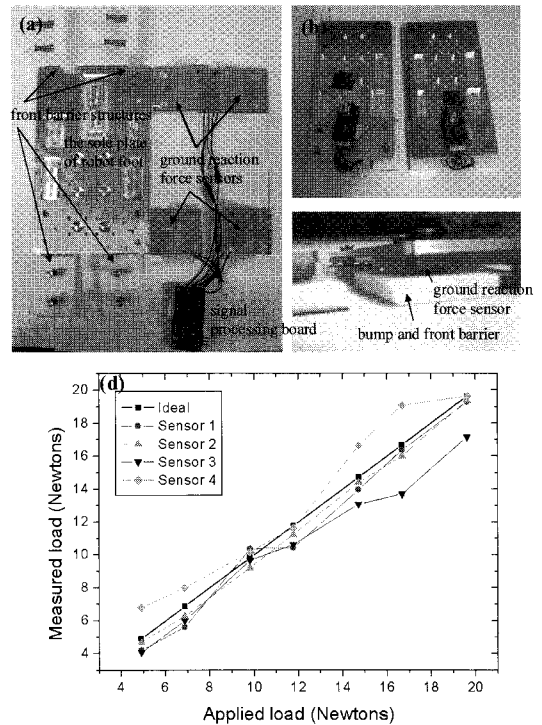 (a)
front barrier structures
the sole plate
of robot foot
ground reaction
force sensors
signal
processing board
(b)
ground reaction
force sensor
bump and front barrier
(d)
Ideal
Sensor 1
Sensor 2
Sensor 3
Sensor 4
Measured load (Newtons)
20
18
16
14
12
10
8
6
4
4 6 8 10 12 14 16 18 20
Applied load (Newtons)